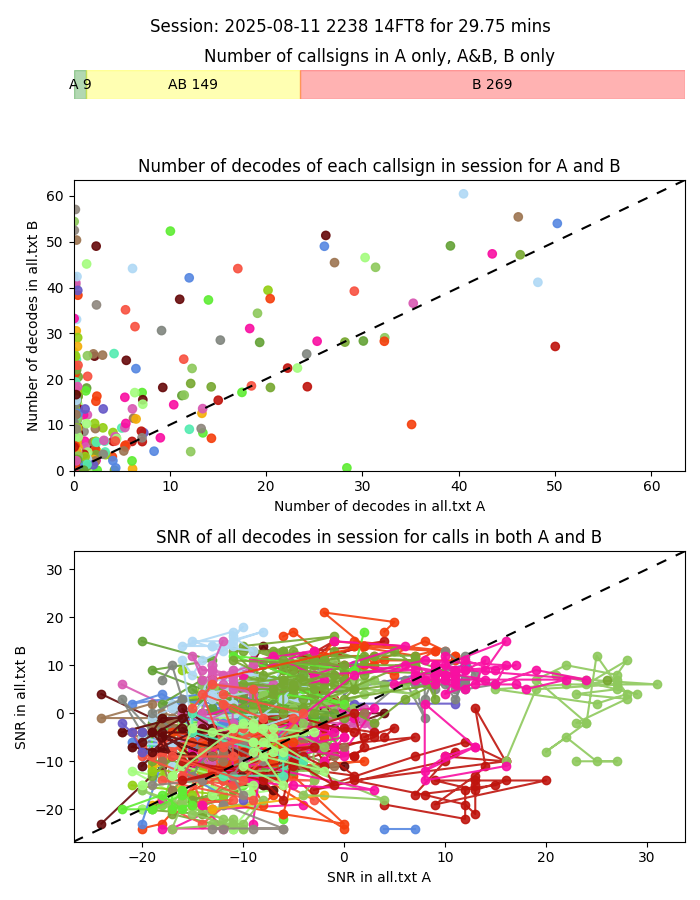 Session: 2025-08-11 2238 14FT8 for 29.75 mins
Number of callsigns in A only, A&B, B only
A 9 AB 149 B 269
Number of decodes of each callsign in session for A and B
60
50
40
30
20
10
0
Number of decodes in all.txt B
0 10 20 30 40 50 60
Number of decodes in all.txt A
SNR of all decodes in session for calls in both A and B
30
20
10
0
−10
−20
SNR in all.txt B
−20 −10 0 10 20 30
SNR in all.txt A